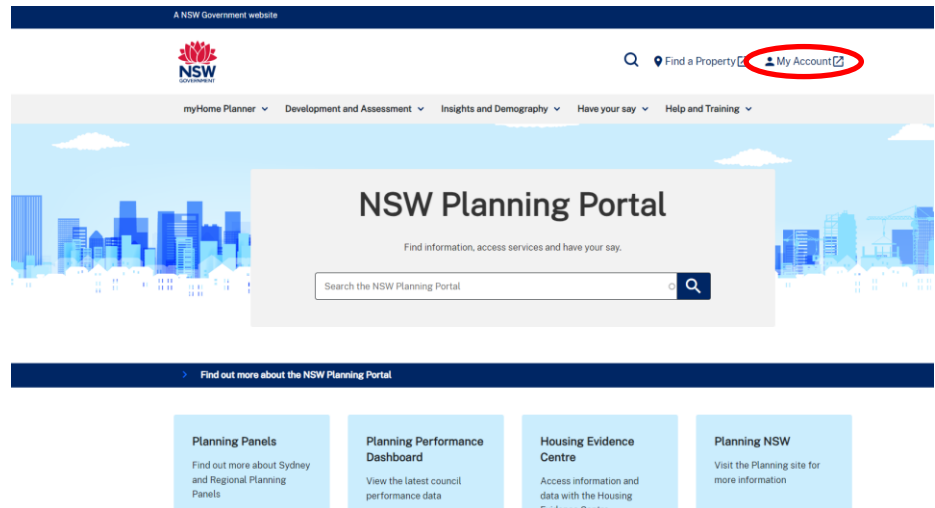 A NSW Government website
NSW
GOVERNMENT
Find a Property
My Account
myHome Planner
Development and Assessment
Insights and Demography
Have your say
Help and Training
NSW Planning Portal
Find information, access services and have your say.
Search the NSW Planning Portal
Find out more about the NSW Planning Portal
Planning Panels
Find out more about Sydney
and Regional Planning
Panels
Planning Performance
Dashboard
View the latest council
performance data
Housing Evidence
Centre
Access information and
data with the Housing
Evidence Centre
Planning NSW
Visit the Planning site for
more information